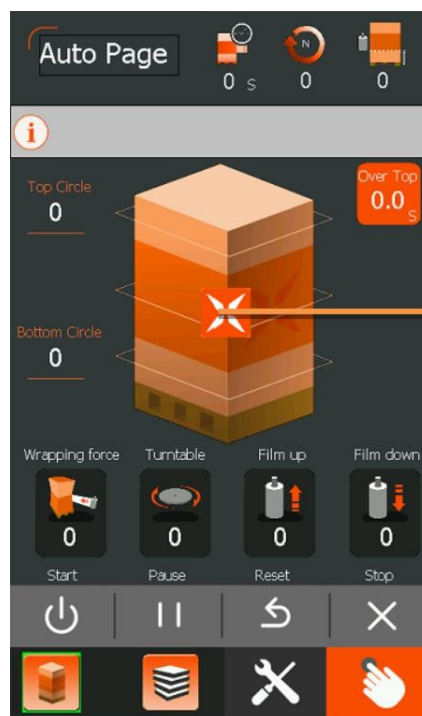 Auto Page
0 S
N
0
0
i
Top Circle
0
Over Top
0.0
S
Bottom Circle
0
Wrapping force
Turntable
Film up
Film down
0
0
0
0
Start
Pause
Reset
Stop